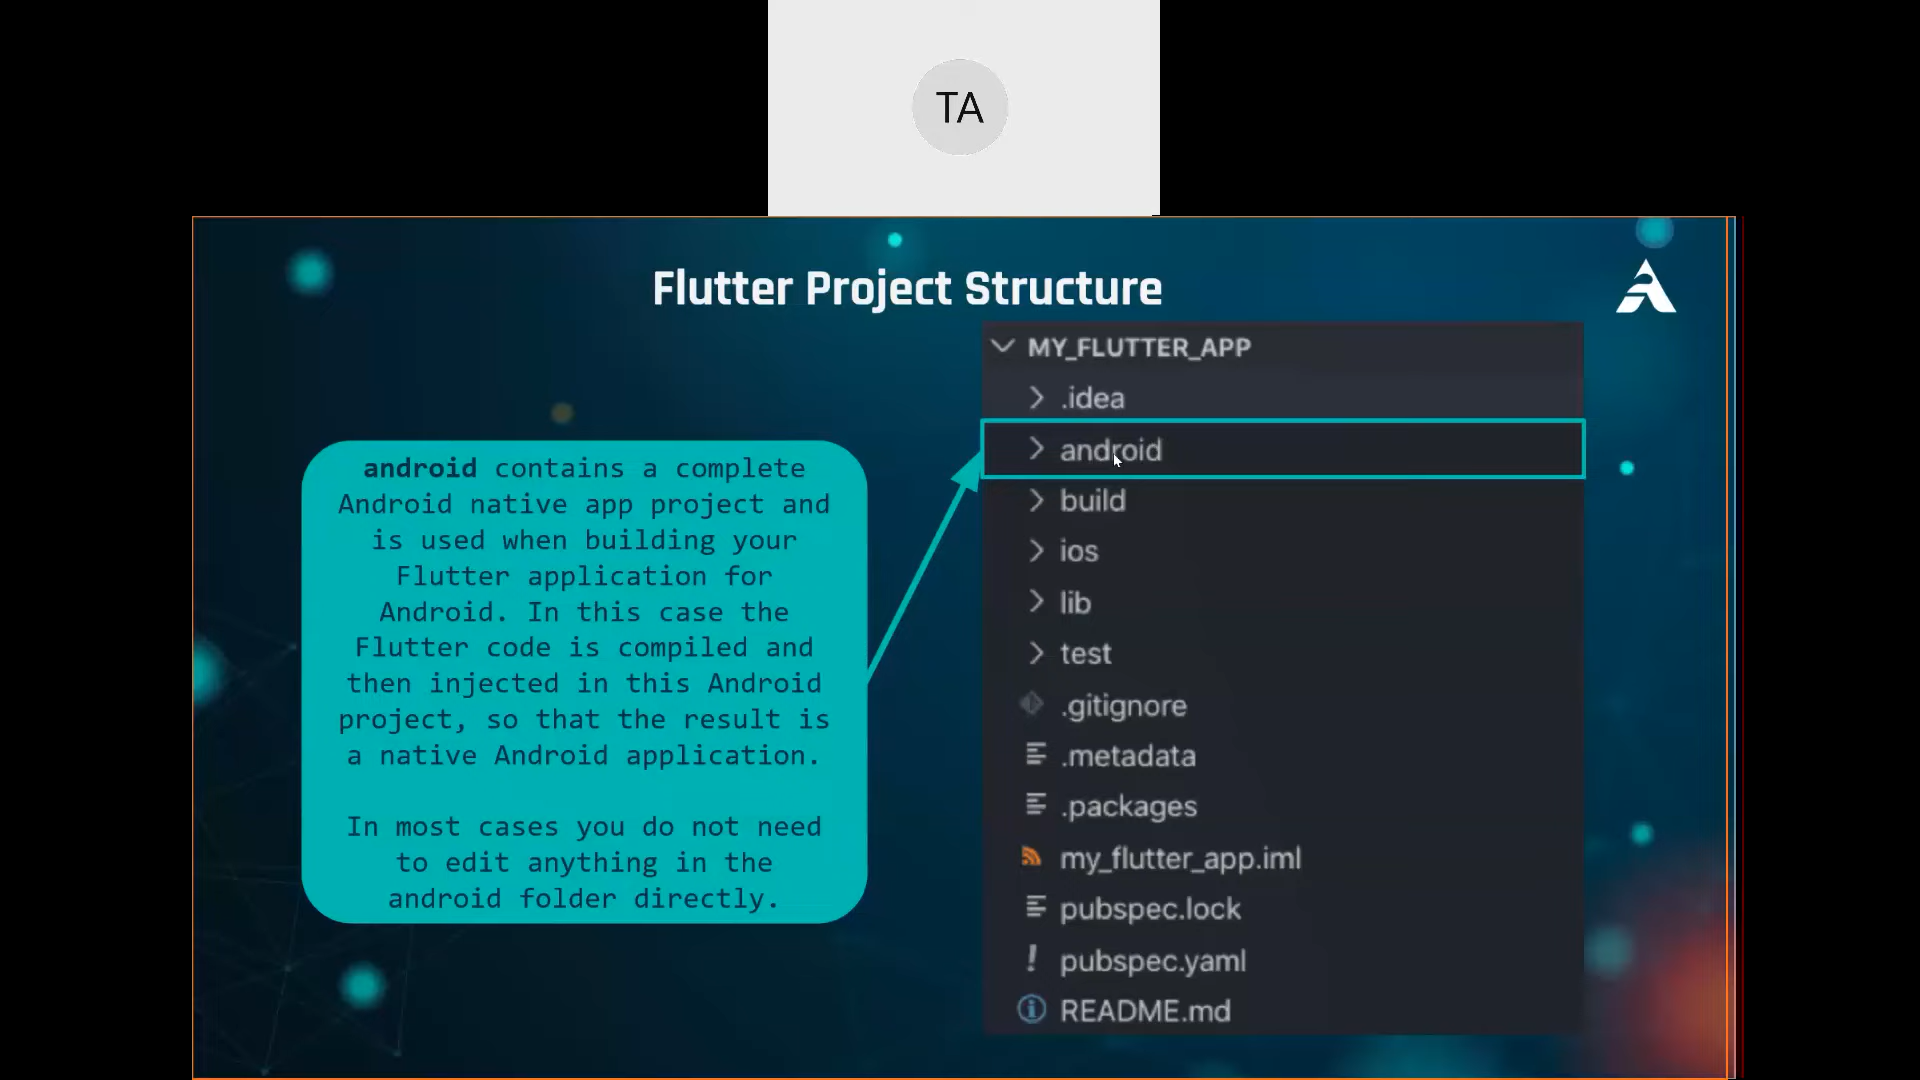 TA
Flutter Project Structure
MY_FLUTTER_APP
.idea
android
build
ios
lib
test
.gitignore
.metadata
.packages
my_flutter_app.iml
pubspec.lock
pubspec.yaml
README.md
android contains a complete
Android native app project and
is used when building your
Flutter application for
Android. In this case the
Flutter code is compiled and
then injected in this Android
project, so that the result is
a native Android application.
In most cases you do not need
to edit anything in the
android folder directly.